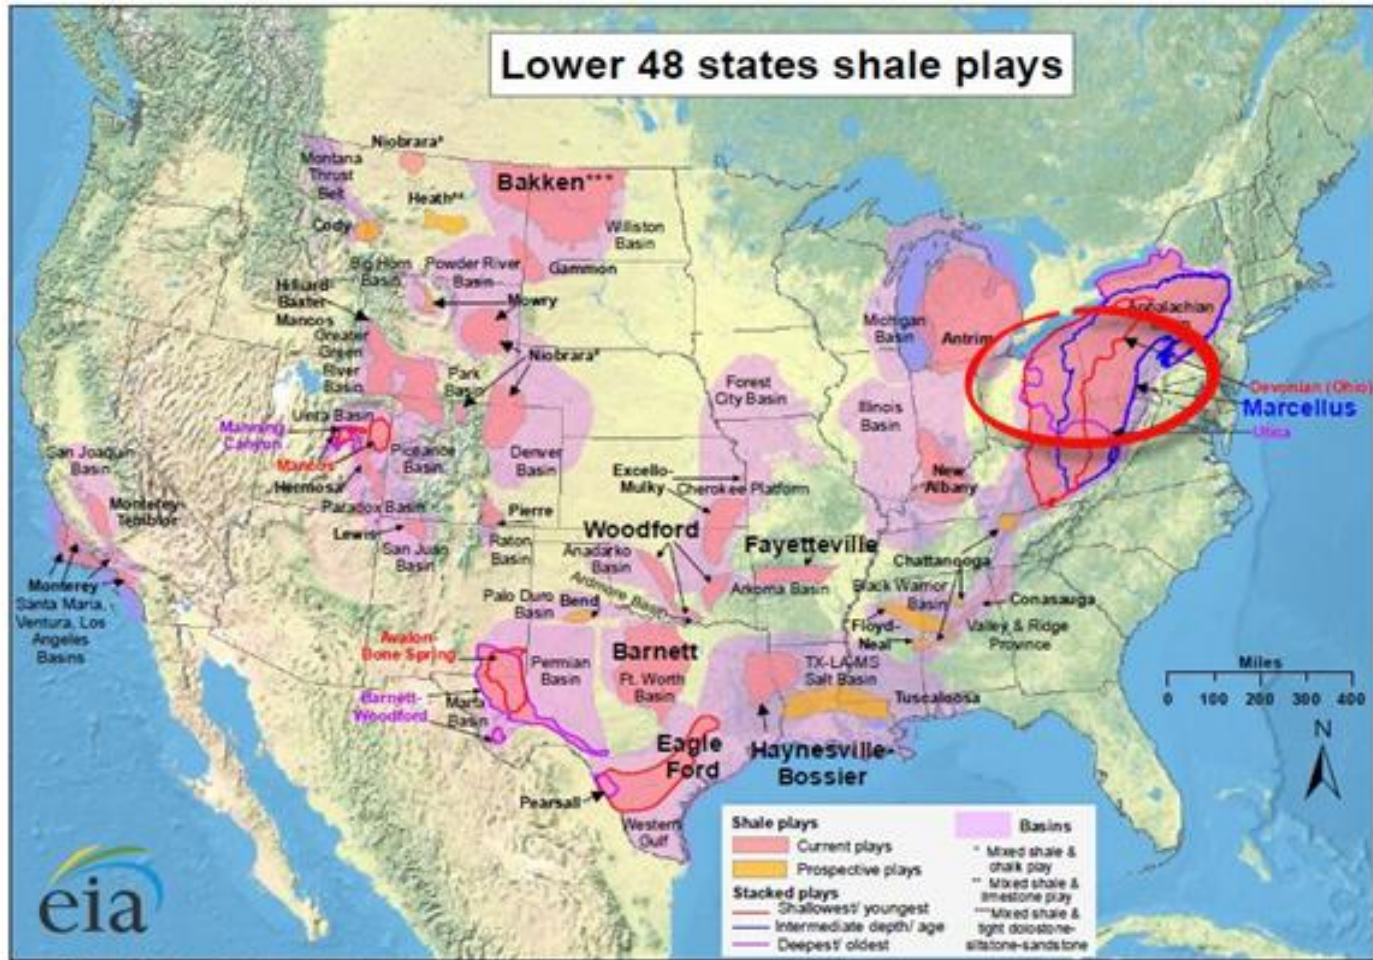 Lower 48 states shale plays
Niobrara*
Montana
Thrust
Belt
Bakken***
Heath**
Cody
Williston
Basin
Big Horn
Basin
Powder River
Basin
Gammon
Hilliard-
Baxter-
Mancos
Mowry
Greater
Green
River
Basin
Niobrara*
Park
Basin
Michigan
Basin
Antrim
Appalachian
Devonian (Ohio)
Marcellus
Utica
Forest
City Basin
Illinois
Basin
Uinta Basin
Manning
Canyon
Mancos
Piceance
Basin
Denver
Basin
Hermosa
San Joaquin
Basin
Monterey-
Temblor
Paradox Basin
Lewis
San Juan
Basin
Pierre
Raton
Basin
Excello-
Mulky
Cherokee Platform
New
Albany
Woodford
Anadarko
Basin
Ardmore Basin
Fayetteville
Arkoma Basin
Chattanooga
Black Warrior
Basin
Conasauga
Floyd-
Neal
Valley & Ridge
Province
Monterey
Santa Maria,
Ventura, Los
Angeles
Basins
Palo Duro
Basin
Bend
Avalon-
Bone Spring
Permian
Basin
Barnett
Ft. Worth
Basin
TX-LA-MS
Salt Basin
Tuscaloosa
Barnett-
Woodford
Marfa
Basin
Eagle
Ford
Haynesville-
Bossier
Pearsall
Western
Gulf
Miles
0 100 200 300 400
N
Shale plays
Current plays
Prospective plays
Stacked plays
Shallowest/ youngest
Intermediate depth/ age
Deepest/ oldest
Basins
* Mixed shale &
chalk play
** Mixed shale &
limestone play
***Mixed shale &
tight dolostone-
siltstone-sandstone
eia